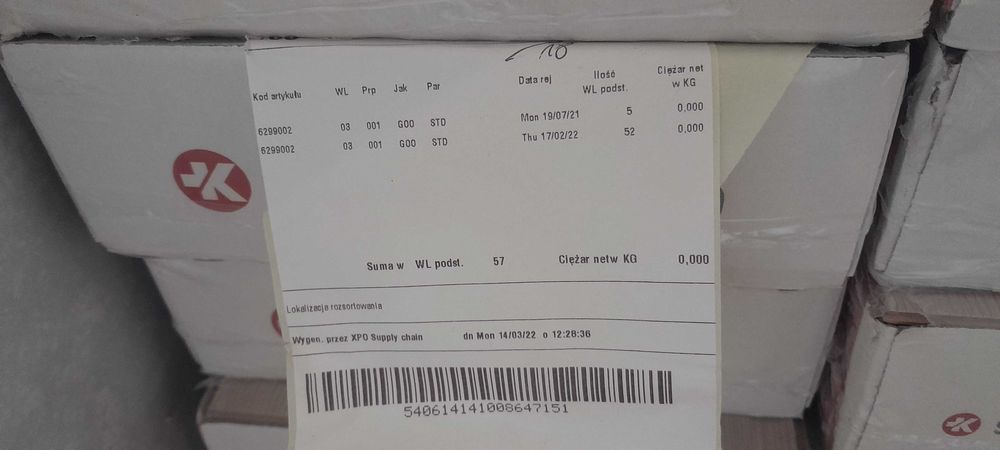 10
Kod artykułu WL Prp Jak Par Data rej Ilość WL podst. Ciężar net w KG
6299002 03 001 G00 STD Mon 19/07/21 5 0,000
6299002 03 001 G00 STD Thu 17/02/22 52 0,000
Suma w WL podst. 57 Ciężar netw KG 0,000
Lokalizacja rozsortowania
Wygen. przez XPO Supply chain dn Mon 14/03/22 o 12:28:36
540614141008647151
K
K S